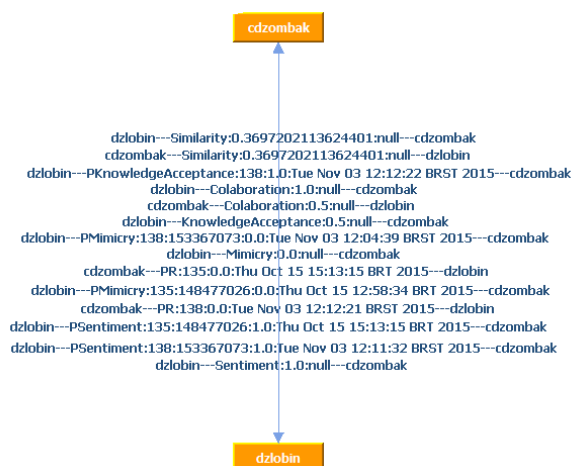 cdzombak
dzlobin---Similarity:0.3697202113624401:null---cdzombak
cdzombak---Similarity:0.3697202113624401:null---dzlobin
dzlobin---PKnowledgeAcceptance:138:1.0:Tue Nov 03 12:12:22 BRST 2015---cdzombak
dzlobin---Colaboration:1.0:null---cdzombak
cdzombak---Colaboration:0.5:null---dzlobin
dzlobin---KnowledgeAcceptance:0.5:null---cdzombak
dzlobin---PMimicry:138:153367073:0.0:Tue Nov 03 12:04:39 BRST 2015---cdzombak
dzlobin---Mimicry:0.0:null---cdzombak
cdzombak---PR:135:0.0:Thu Oct 15 15:13:15 BRT 2015---dzlobin
dzlobin---PMimicry:135:148477026:0.0:Thu Oct 15 12:58:34 BRT 2015---cdzombak
cdzombak---PR:138:0.0:Tue Nov 03 12:12:21 BRST 2015---dzlobin
dzlobin---PSentiment:135:148477026:1.0:Thu Oct 15 15:13:15 BRT 2015---cdzombak
dzlobin---PSentiment:138:153367073:1.0:Tue Nov 03 12:11:32 BRST 2015---cdzombak
dzlobin---Sentiment:1.0:null---cdzombak
dzlobin